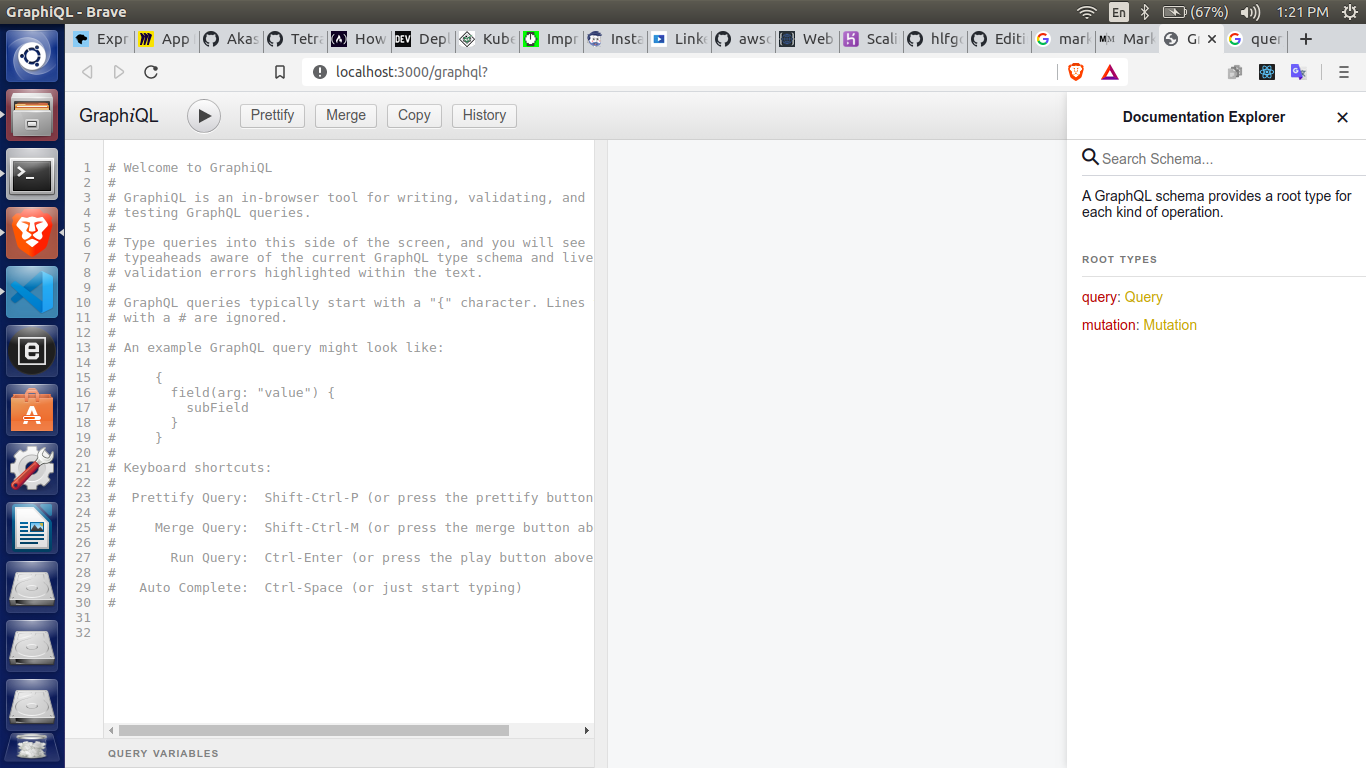 GraphiQL - Brave
En
(67%)
1:21 PM
Expr
App
Akas
Tetra
How
DEV
Depl
Kube
Impr
Insta
Linke
awsc
Web
Scali
hlfgo
Editi
mark
Mark
Gr
quer
localhost:3000/graphql?
GraphiQL
Prettify
Merge
Copy
History
1 # Welcome to GraphiQL
2 #
3 # GraphiQL is an in-browser tool for writing, validating, and
4 # testing GraphQL queries.
5 #
6 # Type queries into this side of the screen, and you will see
7 # typeaheads aware of the current GraphQL type schema and live
8 # validation errors highlighted within the text.
9 #
10 # GraphQL queries typically start with a "{" character. Lines
11 # with a # are ignored.
12 #
13 # An example GraphQL query might look like:
14 #
15 #     {
16 #       field(arg: "value") {
17 #         subField
18 #       }
19 #     }
20 #
21 # Keyboard shortcuts:
22 #
23 #  Prettify Query:  Shift-Ctrl-P (or press the prettify button
24 #
25 #     Merge Query:  Shift-Ctrl-M (or press the merge button ab
26 #
27 #       Run Query:  Ctrl-Enter (or press the play button above
28 #
29 #   Auto Complete:  Ctrl-Space (or just start typing)
30 #
31
32
QUERY VARIABLES
Documentation Explorer
Search Schema...
A GraphQL schema provides a root type for
each kind of operation.
ROOT TYPES
query: Query
mutation: Mutation